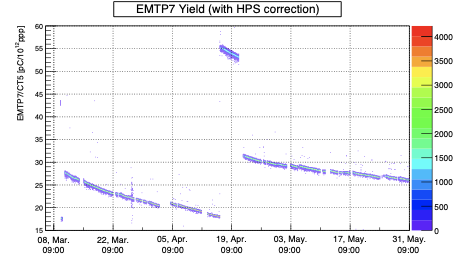 EMTP7 Yield (with HPS correction)
EMTP7/CT5 [pC/10¹²ppp]
60
55
50
45
40
35
30
25
20
15
08, Mar.
09:00
22, Mar.
09:00
05, Apr.
09:00
19, Apr.
09:00
03, May.
09:00
17, May.
09:00
31, May.
09:00
4000
3500
3000
2500
2000
1500
1000
500
0